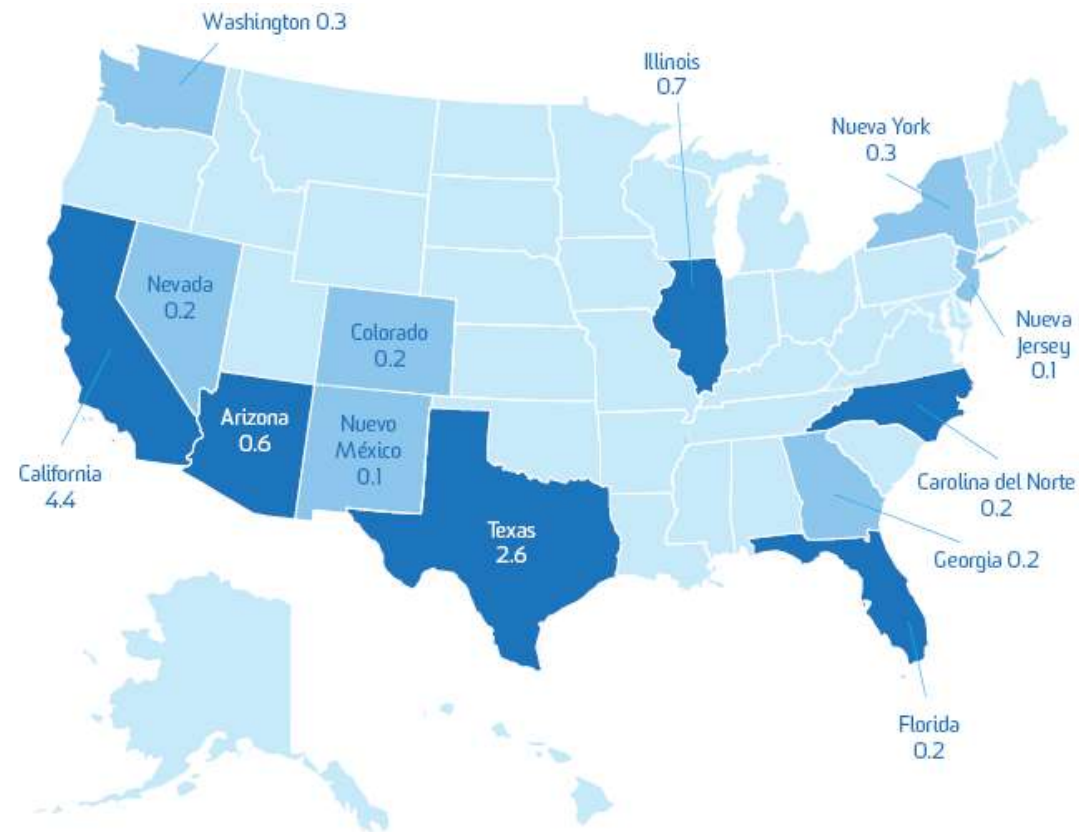 Washington 0.3
Illinois
0.7
Nueva York
0.3
Nevada
0.2
Colorado
0.2
Nueva
Jersey
0.1
Arizona
0.6
Nuevo
México
0.1
California
4.4
Texas
2.6
Carolina del Norte
0.2
Georgia 0.2
Florida
0.2